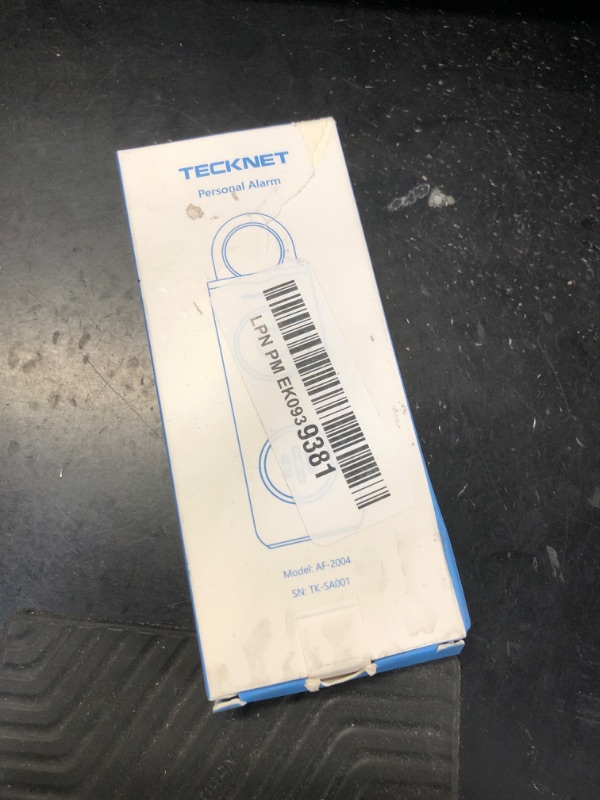 TECKNET
Personal Alarm
LPN PM EK0939381
Model: AF-2004
SN: TK-SA001